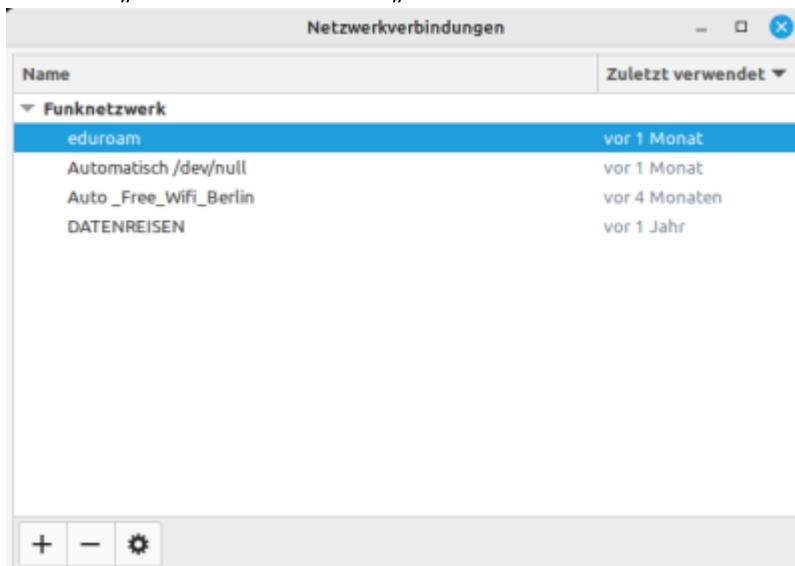 Netzwerkverbindungen
Name Zuletzt verwendet
Funknetzwerk
eduroam vor 1 Monat
Automatisch /dev/null vor 1 Monat
Auto _Free_Wifi_Berlin vor 4 Monaten
DATENREISEN vor 1 Jahr